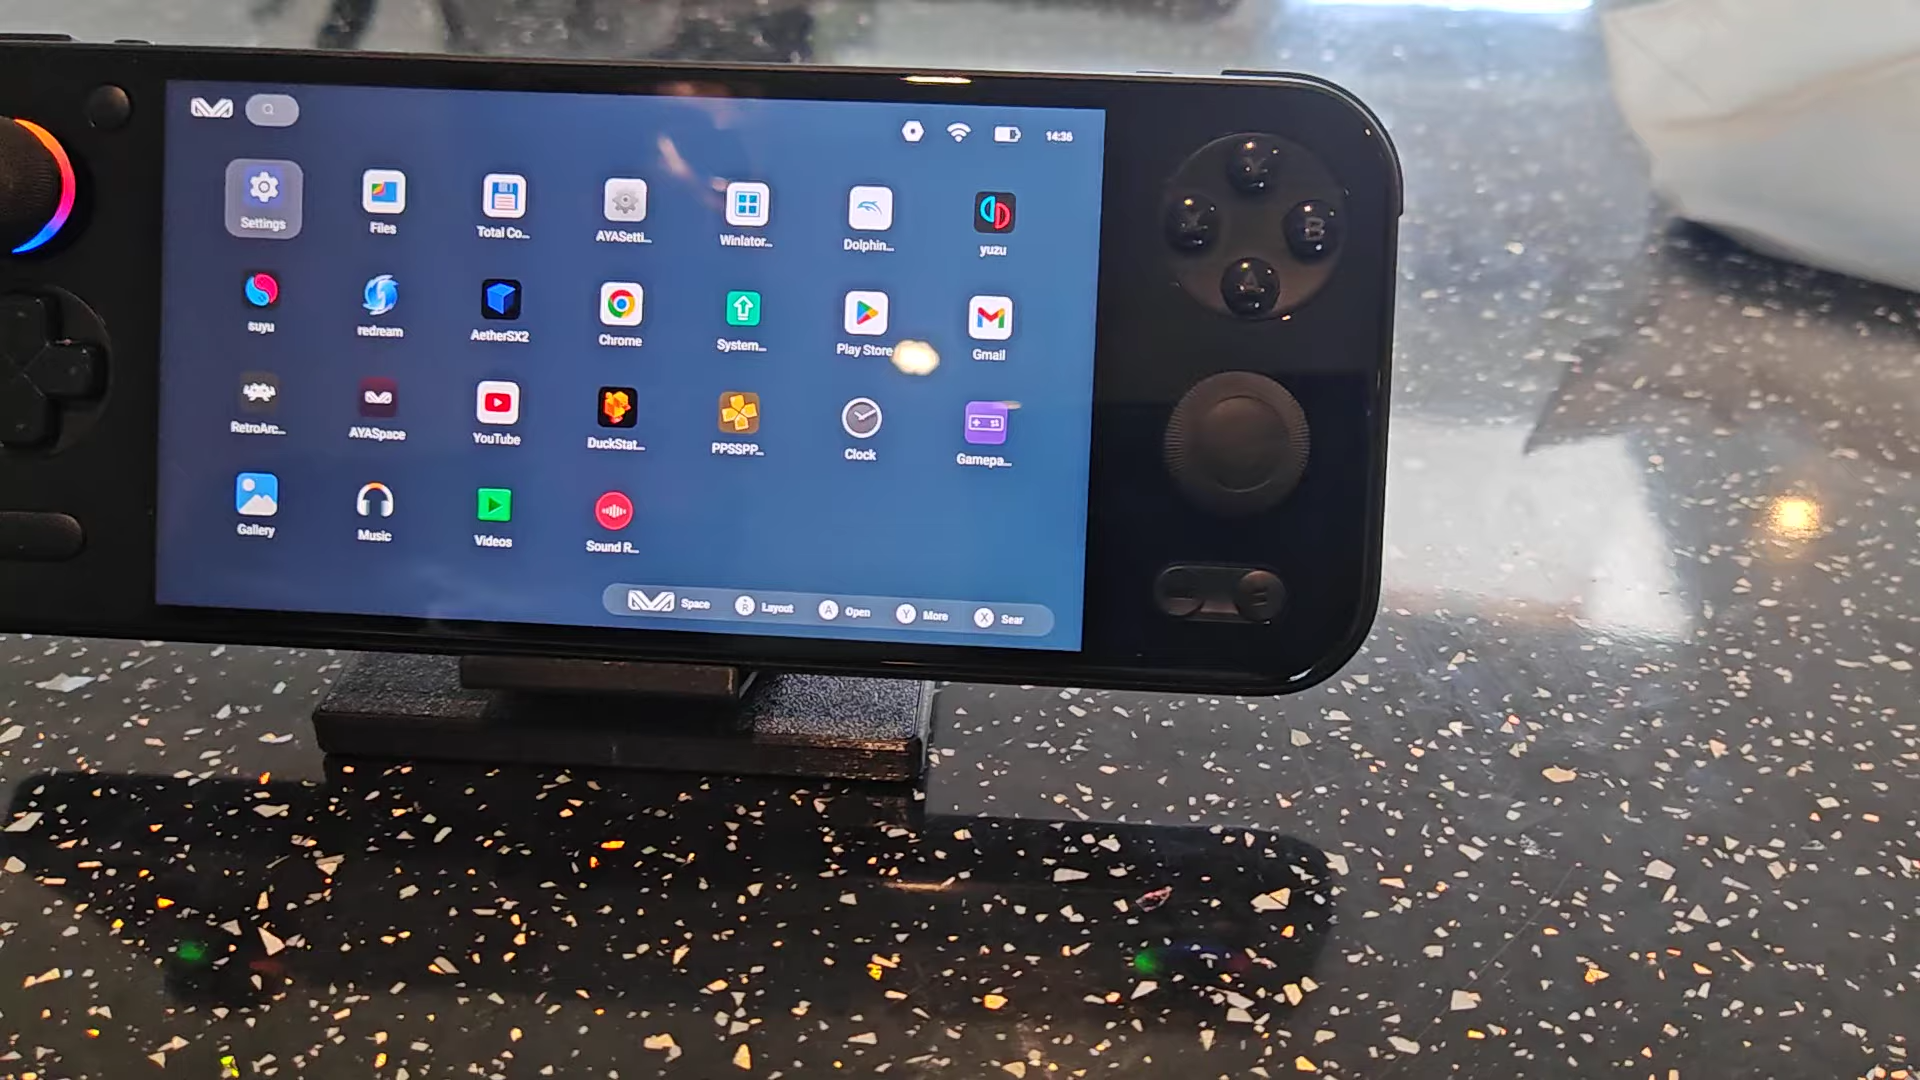 14:36
Settings
Files
Total Co...
AYASetti...
Winlator...
Dolphin...
yuzu
suyu
redream
AetherSX2
Chrome
System...
Play Store
Gmail
RetroArc...
AYASpace
YouTube
DuckStat...
PPSSPP...
Clock
Gamepa...
Gallery
Music
Videos
Sound R...
Space R Layout A Open Y More X Sear
Y
X B
A